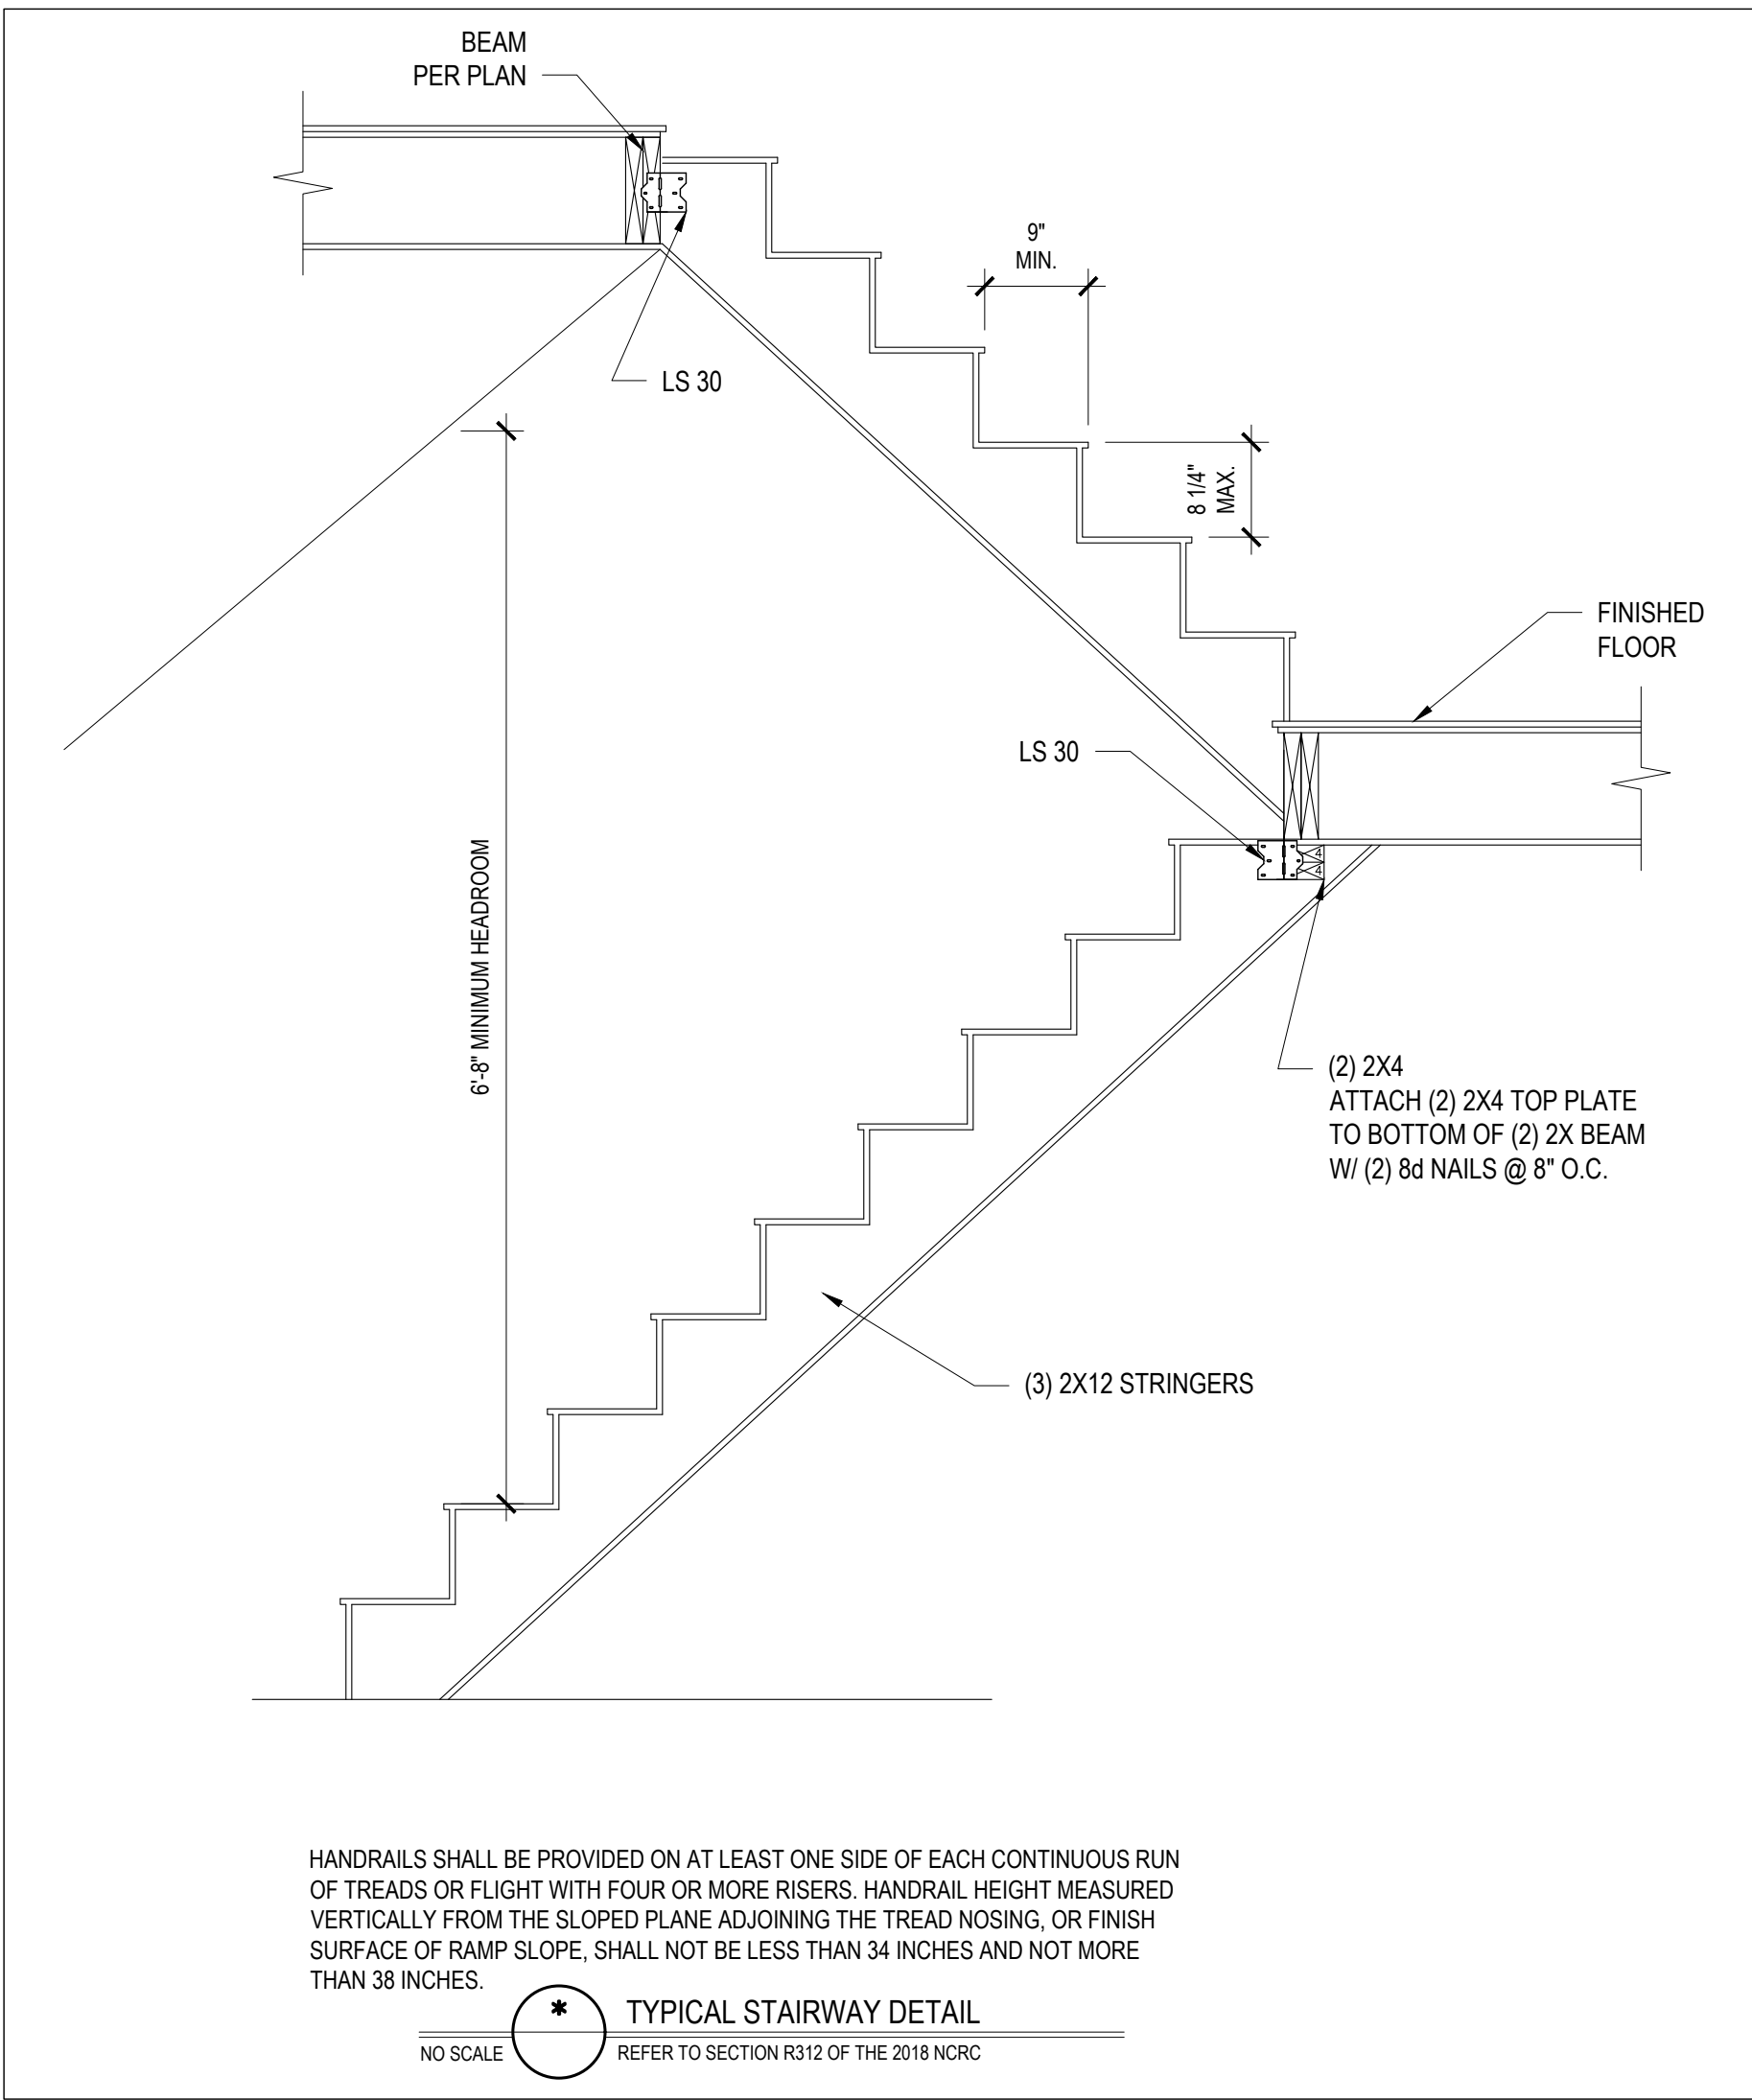 BEAM
PER PLAN
9"
MIN.
LS 30
8 1/4"
MAX.
FINISHED
FLOOR
LS 30
4
4
6'-8" MINIMUM HEADROOM
(2) 2X4
ATTACH (2) 2X4 TOP PLATE
TO BOTTOM OF (2) 2X BEAM
W/ (2) 8d NAILS @ 8" O.C.
(3) 2X12 STRINGERS
HANDRAILS SHALL BE PROVIDED ON AT LEAST ONE SIDE OF EACH CONTINUOUS RUN
OF TREADS OR FLIGHT WITH FOUR OR MORE RISERS. HANDRAIL HEIGHT MEASURED
VERTICALLY FROM THE SLOPED PLANE ADJOINING THE TREAD NOSING, OR FINISH
SURFACE OF RAMP SLOPE, SHALL NOT BE LESS THAN 34 INCHES AND NOT MORE
THAN 38 INCHES.
*
TYPICAL STAIRWAY DETAIL
NO SCALE
REFER TO SECTION R312 OF THE 2018 NCRC